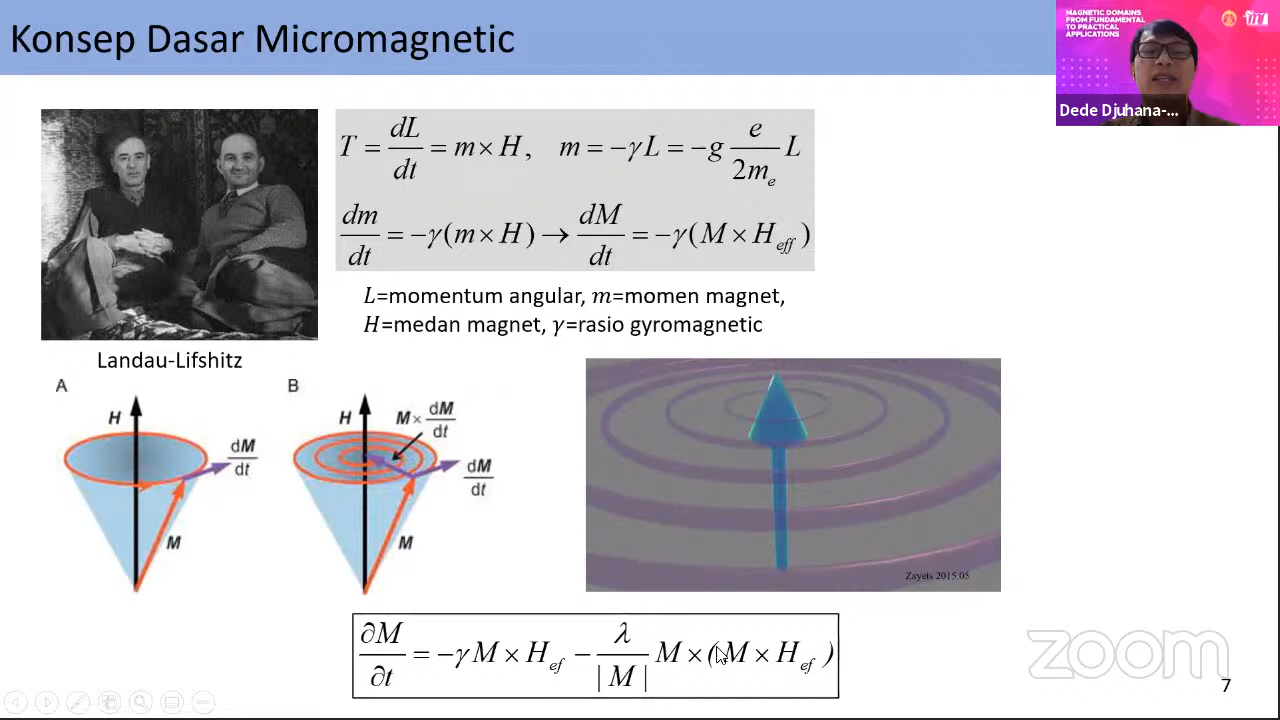 Konsep Dasar Micromagnetic
MAGNETIC DOMAINS
FROM FUNDAMENTAL
TO PRACTICAL
APPLICATIONS
Dede Djuhana-...
T = dL/dt = m × H, m = −γL = −g e/2mₑ L
dm/dt = −γ(m × H) → dM/dt = −γ(M × H_eff)
L=momentum angular, m=momen magnet,
H=medan magnet, γ=rasio gyromagnetic
Landau-Lifshitz
A
H
dM/dt
M
B
H
M × dM/dt
dM/dt
M
Zayets 2015.05
∂M/∂t = −γM × H_ef − λ/|M| M × (M × H_ef)
zoom
7